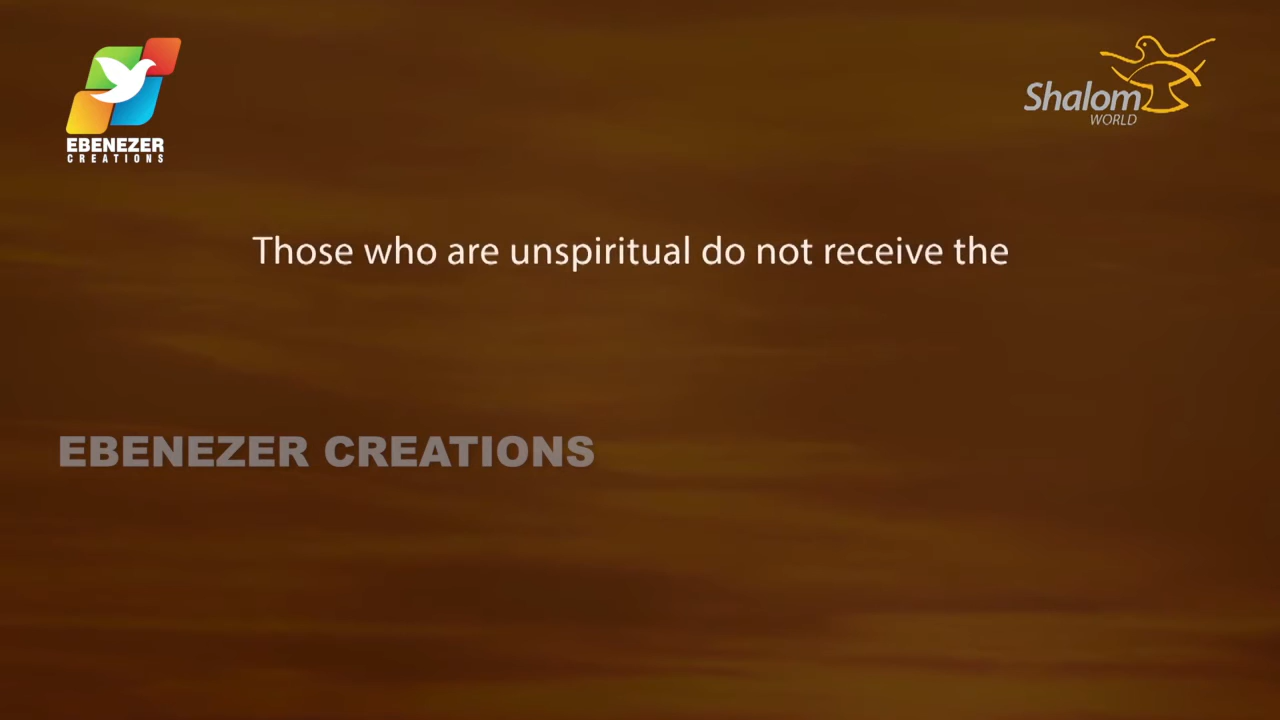 EBENEZER
CREATIONS
Shalom
WORLD
Those who are unspiritual do not receive the
EBENEZER CREATIONS